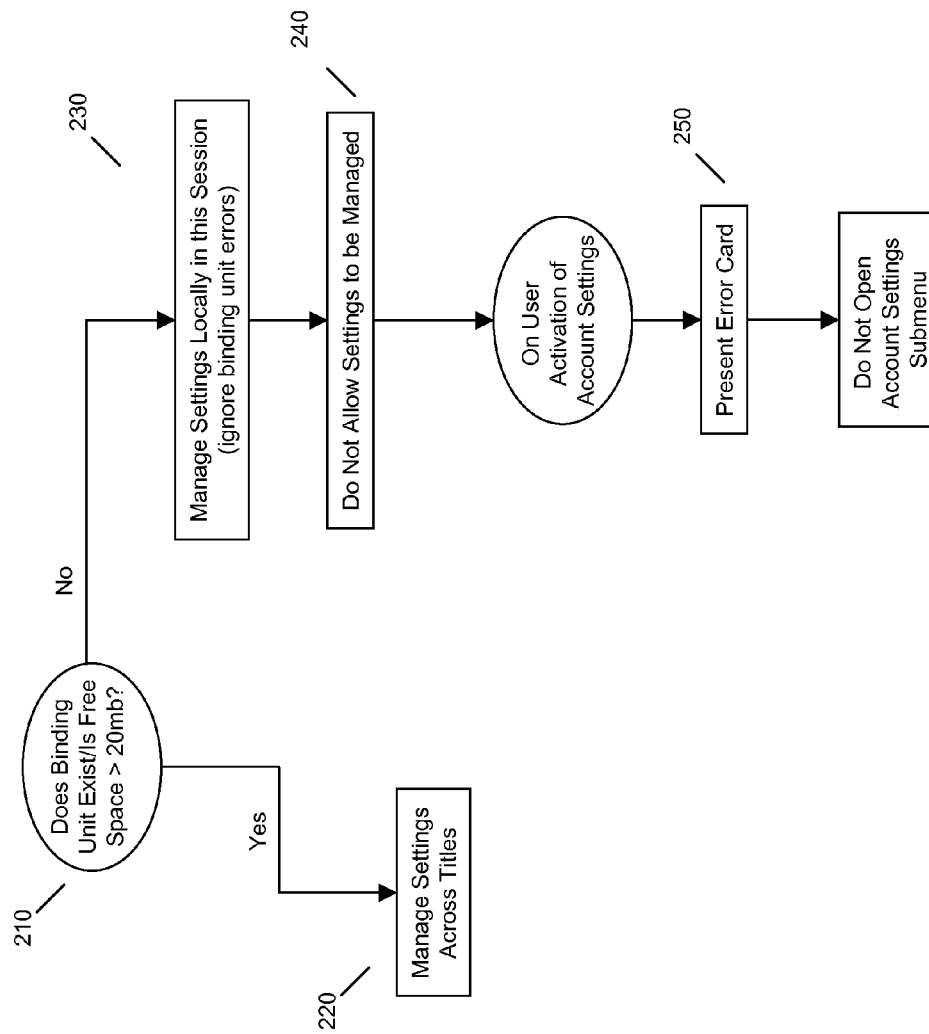 210
Does Binding
Unit Exist/Is Free
Space > 20mb?
Yes
220
Manage Settings
Across Titles
No
230
Manage Settings Locally in this Session
(ignore binding unit errors)
240
Do Not Allow Settings to be Managed
On User
Activation of
Account Settings
250
Present Error Card
Do Not Open
Account Settings
Submenu